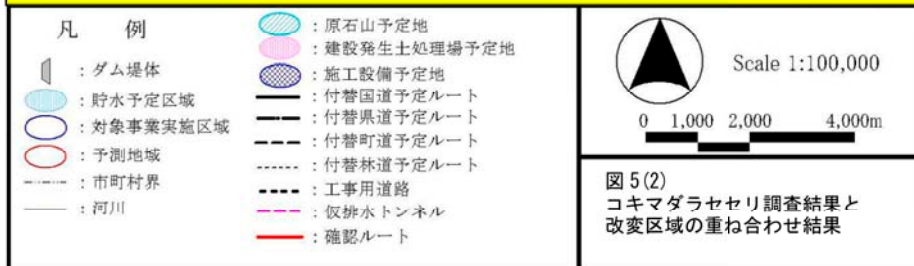 凡 例
: ダム堤体
: 貯水予定区域
: 対象事業実施区域
: 予測地域
: 市町村界
: 河川
: 原石山予定地
: 建設発生土処理場予定地
: 施工設備予定地
: 付替国道予定ルート
: 付替県道予定ルート
: 付替町道予定ルート
: 付替林道予定ルート
: 工事用道路
: 仮排水トンネル
: 確認ルート
Scale 1:100,000
0 1,000 2,000 4,000m
図 5(2)
コキマダラセセリ調査結果と
改変区域の重ね合わせ結果